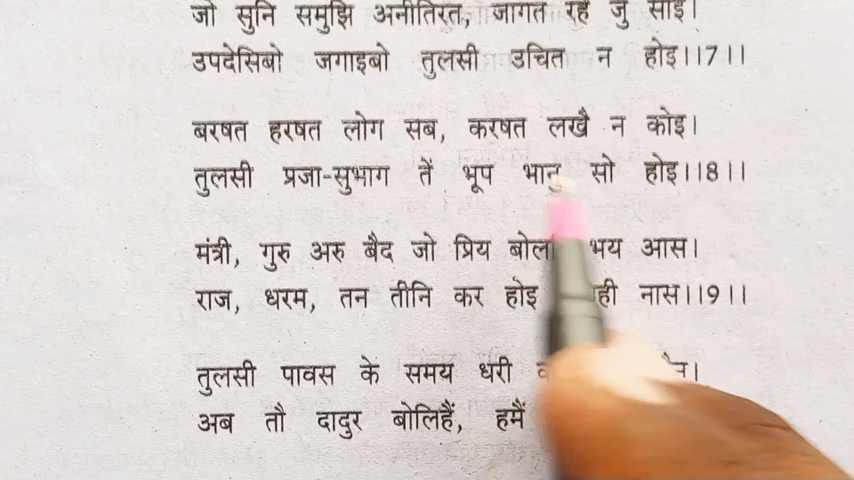 जो सुनि समुझि अनीतिरत, जागत रहै जु सोइ।
उपदेसिबो जगाइबो तुलसी उचित न होइ।।7।।
बरषत हरषत लोग सब, करषत लखै न कोइ।
तुलसी प्रजा-सुभाग तें भूप भानु सो होइ।।8।।
मंत्री, गुरु अरु बैद जो प्रिय भय आस।
राज, धरम, तन तीनि कर होइ नास।।9।।
तुलसी पावस के समय धरी
अब तौ दादुर बोलिहैं, हमैं